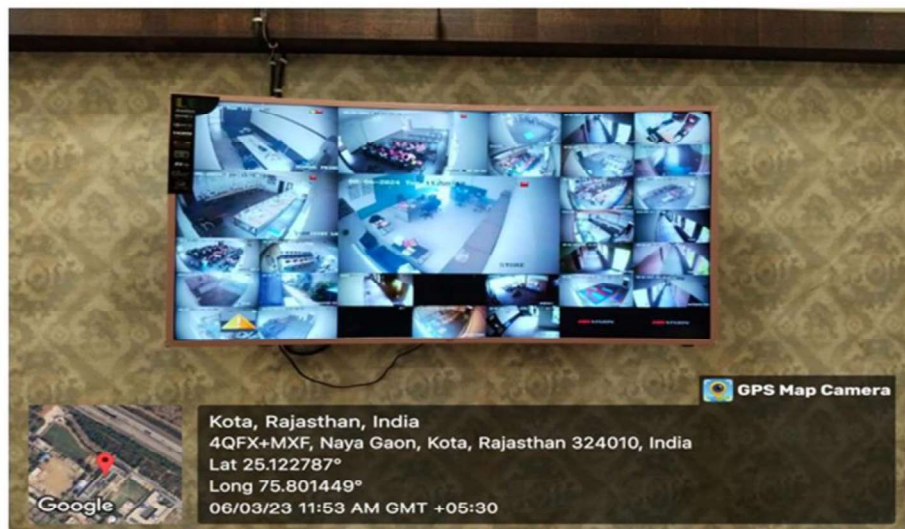 STORE
GPS Map Camera
Kota, Rajasthan, India
4QFX+MXF, Naya Gaon, Kota, Rajasthan 324010, India
Lat 25.122787°
Long 75.801449°
06/03/23 11:53 AM GMT +05:30
Google